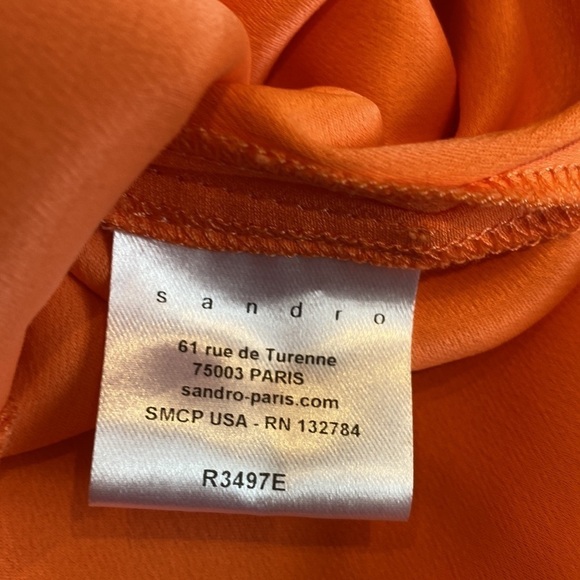 sandro
61 rue de Turenne
75003 PARIS
sandro-paris.com
SMCP USA - RN 132784
R3497E